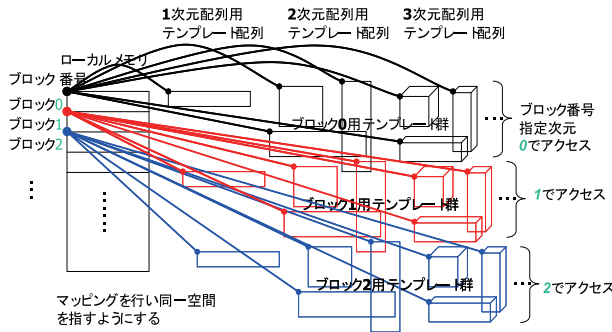 1次元配列用 2次元配列用 3次元配列用
テンプレート配列 テンプレート配列 テンプレート配列
ローカルメモリ
ブロック 番号
ブロック0
ブロック1
ブロック2
ブロック0用テンプレート群
ブロック番号
指定次元
0でアクセス
ブロック1用テンプレート群
1でアクセス
ブロック2用テンプレート群
2でアクセス
マッピングを行い同一空間
を指すようにする